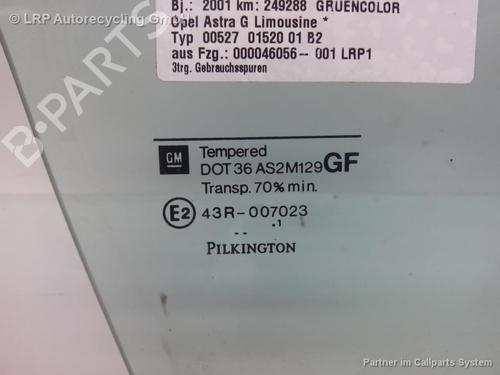 © LRP Autorecycling GmbH
Bj.: 2001 km: 249288 GRUENCOLOR
Opel Astra G Limousine *
Typ 00527 01520 01 B2
aus Fzg.: 000046056-- 001 LRP1
3trg. Gebrauchsspuren
GM
Tempered
DOT 36 AS2M129 GF
Transp. 70% min.
E2 43R-007023
.. .1
PILKINGTON
Partner im Callparts System